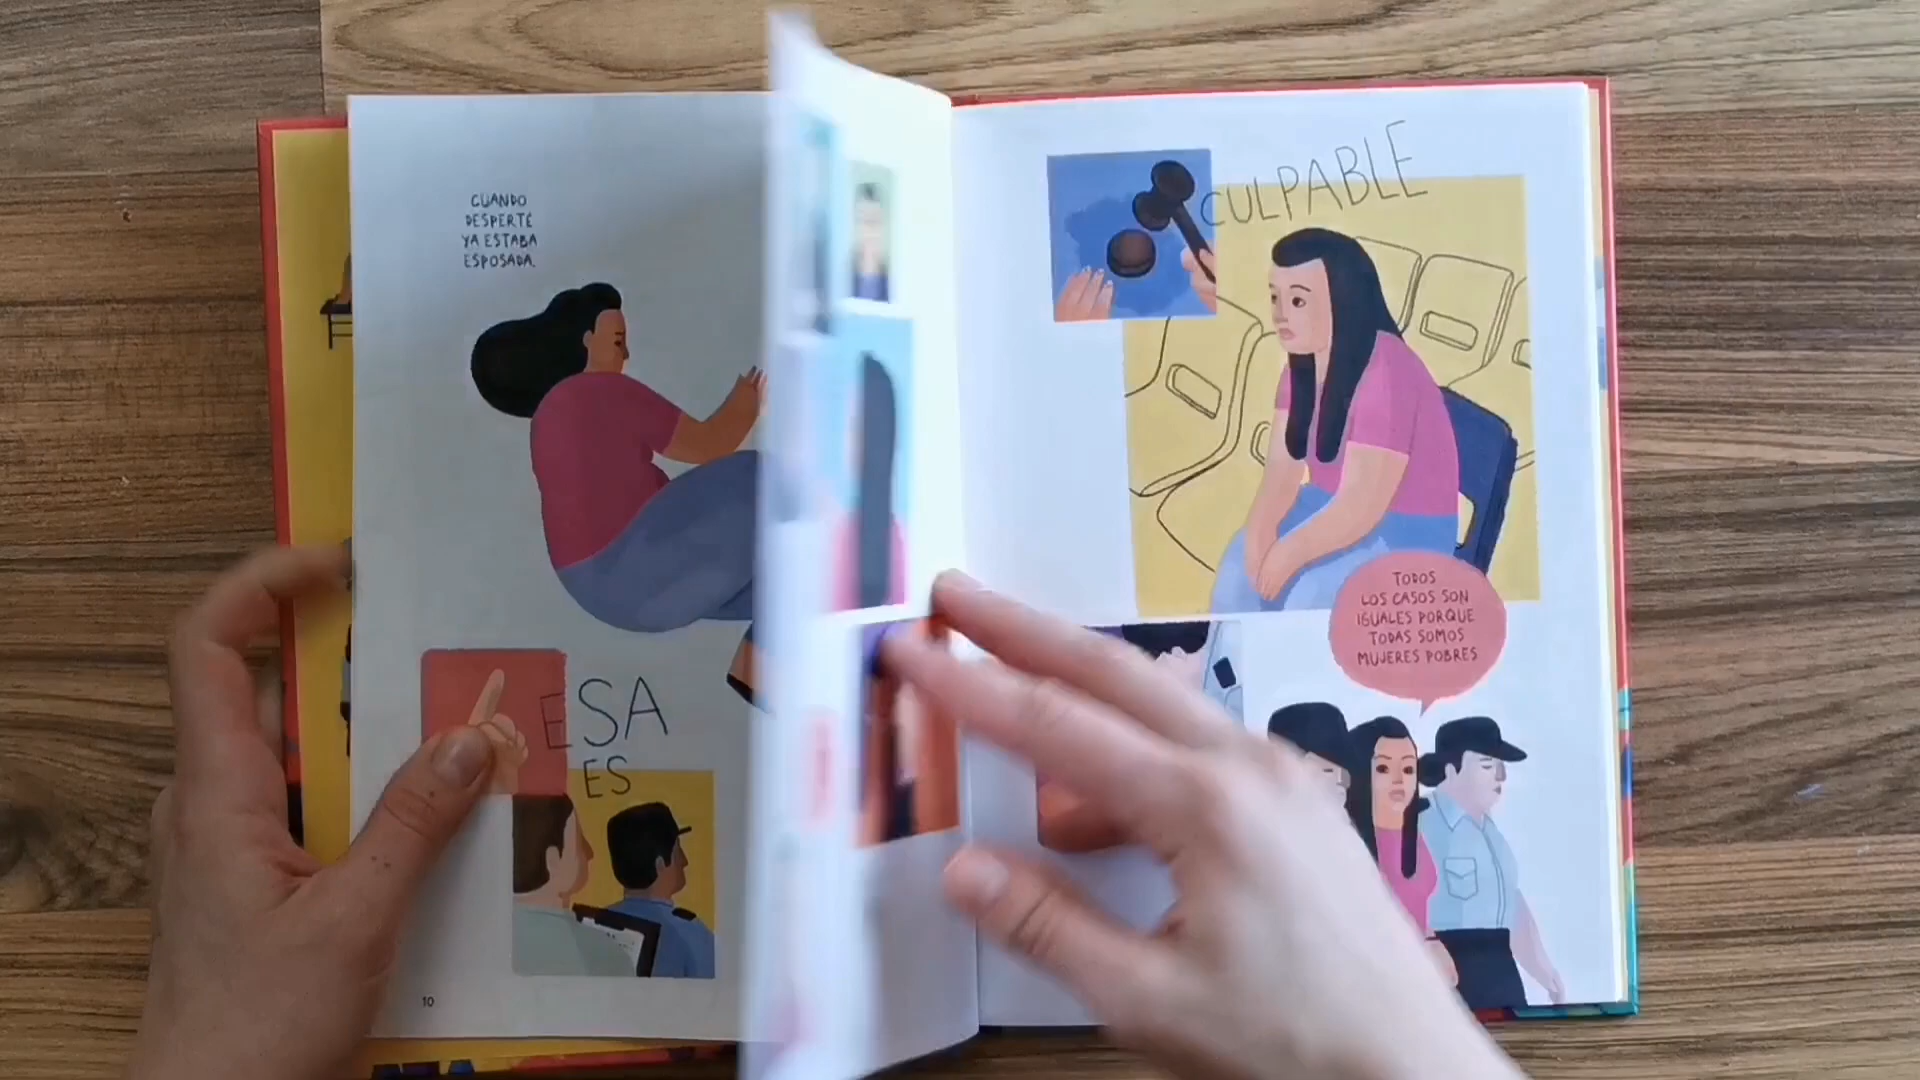 CUANDO
DESPERTÉ
YA ESTABA
ESPOSADA.
ESA
ES
10
CULPABLE
TODOS
LOS CASOS SON
IGUALES PORQUE
TODAS SOMOS
MUJERES POBRES